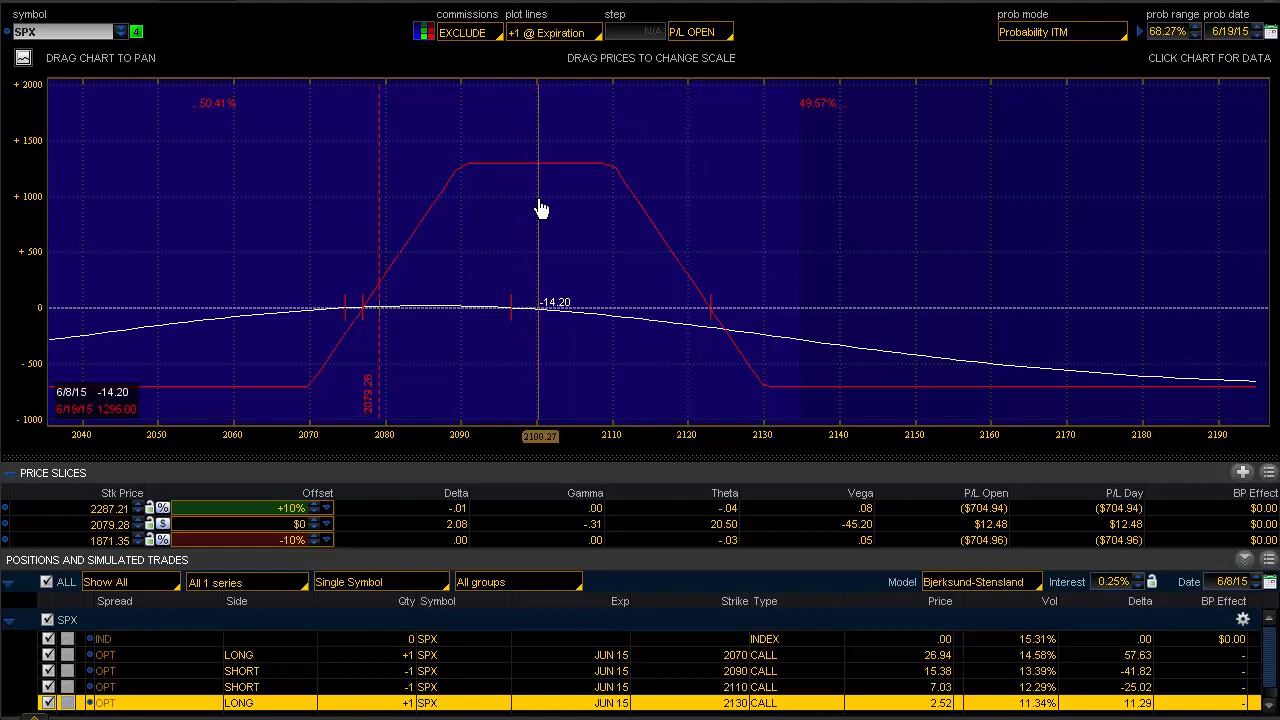 symbol commissions plot lines step prob mode prob range prob date
SPX 4 EXCLUDE +1 @ Expiration N/A P/L OPEN Probability ITM 68.27% 6/19/15
DRAG CHART TO PAN DRAG PRICES TO CHANGE SCALE CLICK CHART FOR DATA
+ 2000
...50.41% 49.57%...
+ 1500
+ 1000
+ 500
0 -14.20
- 500
2079.28
6/8/15 -14.20
6/19/15 1296.00
- 1000
2040 2050 2060 2070 2080 2090 2100.27 2110 2120 2130 2140 2150 2160 2170 2180 2190
PRICE SLICES
Stk Price Offset Delta Gamma Theta Vega P/L Open P/L Day BP Effect
2287.21 % +10% -.01 .00 -.04 .08 ($704.94) ($704.94) $0.00
2079.28 $ $0 2.08 -.31 20.50 -45.20 $12.48 $12.48 $0.00
1871.35 % -10% .00 .00 -.03 .05 ($704.96) ($704.96) $0.00
POSITIONS AND SIMULATED TRADES
ALL Show All All 1 series Single Symbol All groups Model Bjerksund-Stensland Interest 0.25% Date 6/8/15
Spread Side Qty Symbol Exp Strike Type Price Vol Delta BP Effect
SPX
IND 0 SPX INDEX .00 15.31% .00 $0.00
OPT LONG +1 SPX JUN 15 2070 CALL 26.94 14.58% 57.63 -
OPT SHORT -1 SPX JUN 15 2090 CALL 15.38 13.39% -41.82 -
OPT SHORT -1 SPX JUN 15 2110 CALL 7.03 12.29% -25.02 -
OPT LONG +1 SPX JUN 15 2130 CALL 2.52 11.34% 11.29 -